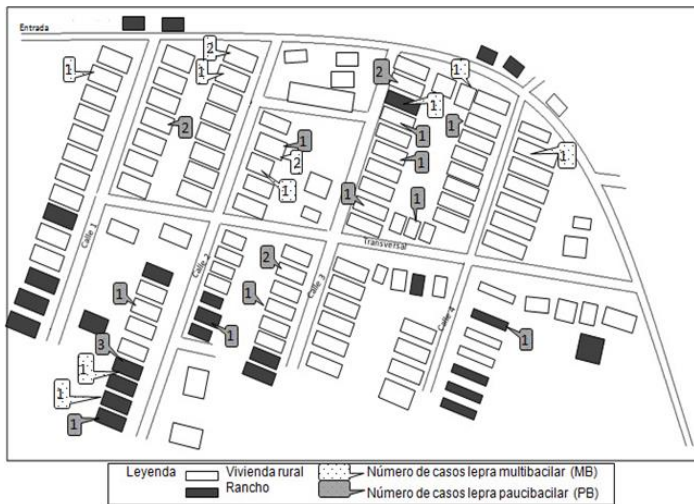 Entrada
2
1
1
2
1
1
2
1
1
1
1
2
1
1
1
1
Calle 1
Transversal
2
Calle 2
Calle 3
1
1
Calle 4
1
1
3
1
1
1
Leyenda
Vivienda rural
Número de casos lepra multibacilar (MB)
Rancho
Número de casos lepra paucibacilar (PB)